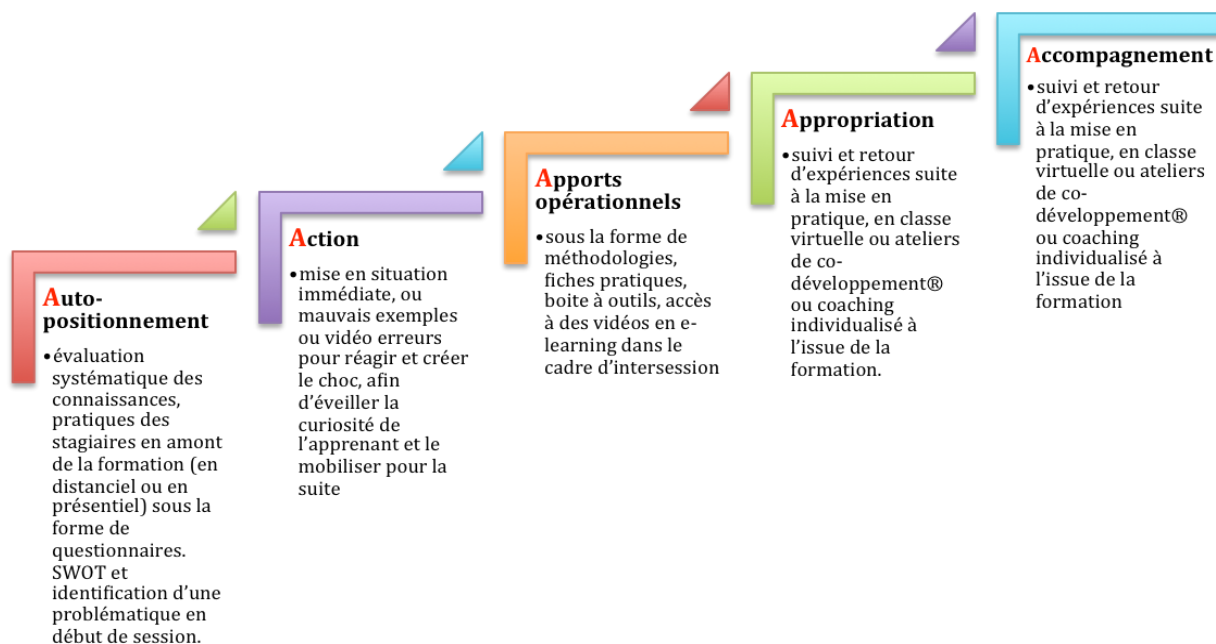 Auto-
positionnement
•évaluation
systématique des
connaissances,
pratiques des
stagiaires en amont
de la formation (en
distanciel ou en
présentiel) sous la
forme de
questionnaires.
SWOT et
identification d’une
problématique en
début de session.
Action
•mise en situation
immédiate, ou
mauvais exemples
ou vidéo erreurs
pour réagir et créer
le choc, afin
d’éveiller la
curiosité de
l’apprenant et le
mobiliser pour la
suite
Apports
opérationnels
•sous la forme de
méthodologies,
fiches pratiques,
boite à outils, accès
à des vidéos en e-
learning dans le
cadre d’intersession
Appropriation
•suivi et retour
d’expériences suite
à la mise en
pratique, en classe
virtuelle ou ateliers
de co-
développement®
ou coaching
individualisé à
l’issue de la
formation.
Accompagnement
•suivi et retour
d’expériences suite
à la mise en
pratique, en classe
virtuelle ou ateliers
de co-
développement®
ou coaching
individualisé à
l’issue de la
formation